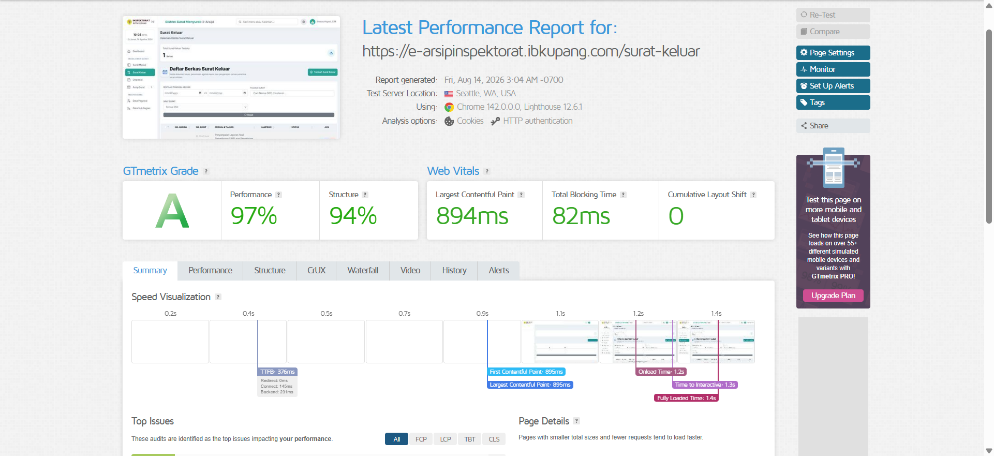 Latest Performance Report for:
https://e-arsipinspektorat.ibkupang.com/surat-keluar
Report generated: Fri, Aug 14, 2026 3:04 AM -0700
Test Server Location: Seattle, WA, USA
Using: Chrome 142.0.0.0, Lighthouse 12.6.1
Analysis options: Cookies HTTP authentication
Re-Test
Compare
Page Settings
Monitor
Set Up Alerts
Tags
Share
Surat Keluar
1
Daftar Berkas Surat Keluar
GTmetrix Grade ?
A
Performance ?
97%
Structure ?
94%
Web Vitals ?
Largest Contentful Paint ?
894ms
Total Blocking Time ?
82ms
Cumulative Layout Shift ?
0
Test this page on
more mobile and
tablet devices
See how this page
loads on over 55+
different simulated
mobile devices and
variants with
GTmetrix PRO!
Upgrade Plan
Summary Performance Structure CrUX Waterfall Video History Alerts
Speed Visualization ?
0.2s 0.4s 0.5s 0.7s 0.9s 1.1s 1.2s 1.4s
TTFB: 376ms
Redirect: 0ms
First Contentful Paint: 895ms
Largest Contentful Paint: 895ms
Onload Time: 1.2s
Time to Interactive: 1.3s
Fully Loaded Time: 1.4s
Top Issues
These audits are identified as the top issues impacting your performance.
All FCP LCP TBT CLS
Page Details ?
Pages with smaller total sizes and fewer requests tend to load faster.